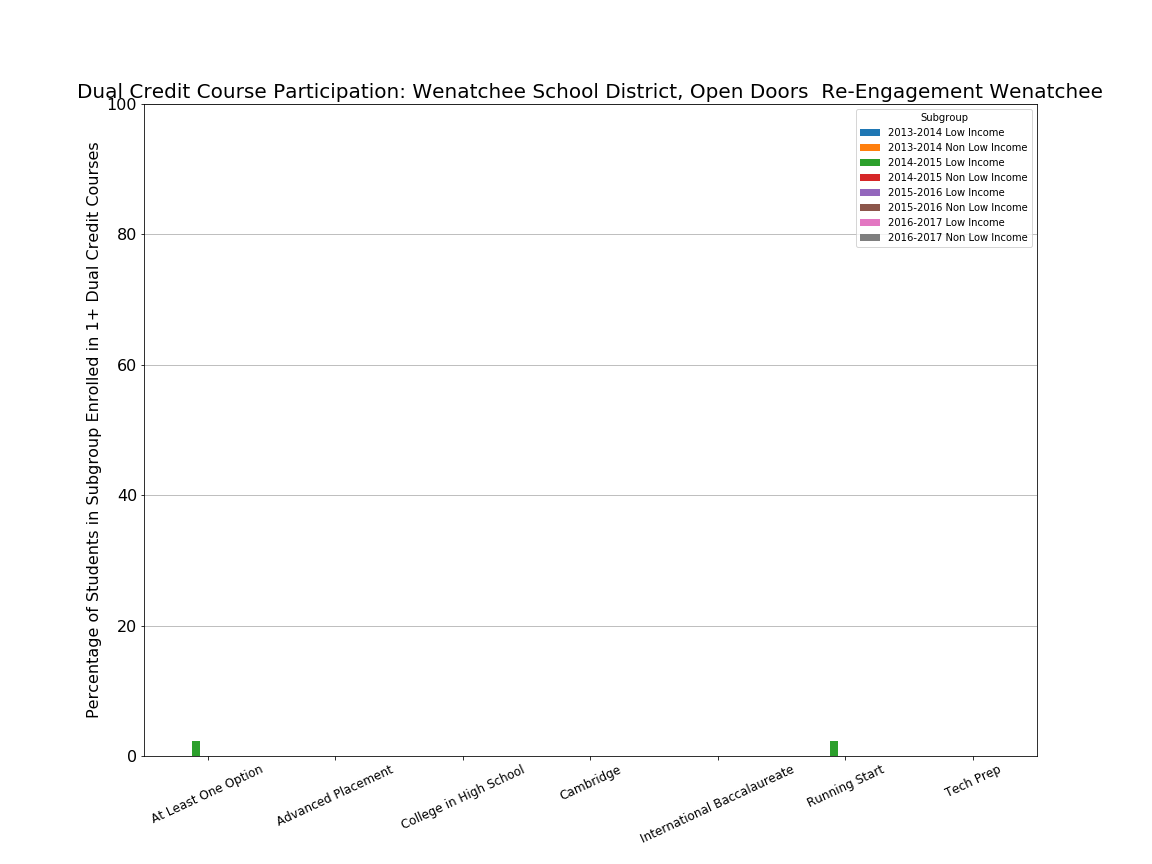 Dual Credit Course Participation: Wenatchee School District, Open Doors  Re-Engagement Wenatchee
Percentage of Students in Subgroup Enrolled in 1+ Dual Credit Courses
100
80
60
40
20
0
Subgroup
2013-2014 Low Income
2013-2014 Non Low Income
2014-2015 Low Income
2014-2015 Non Low Income
2015-2016 Low Income
2015-2016 Non Low Income
2016-2017 Low Income
2016-2017 Non Low Income
At Least One Option
Advanced Placement
College in High School
Cambridge
International Baccalaureate
Running Start
Tech Prep